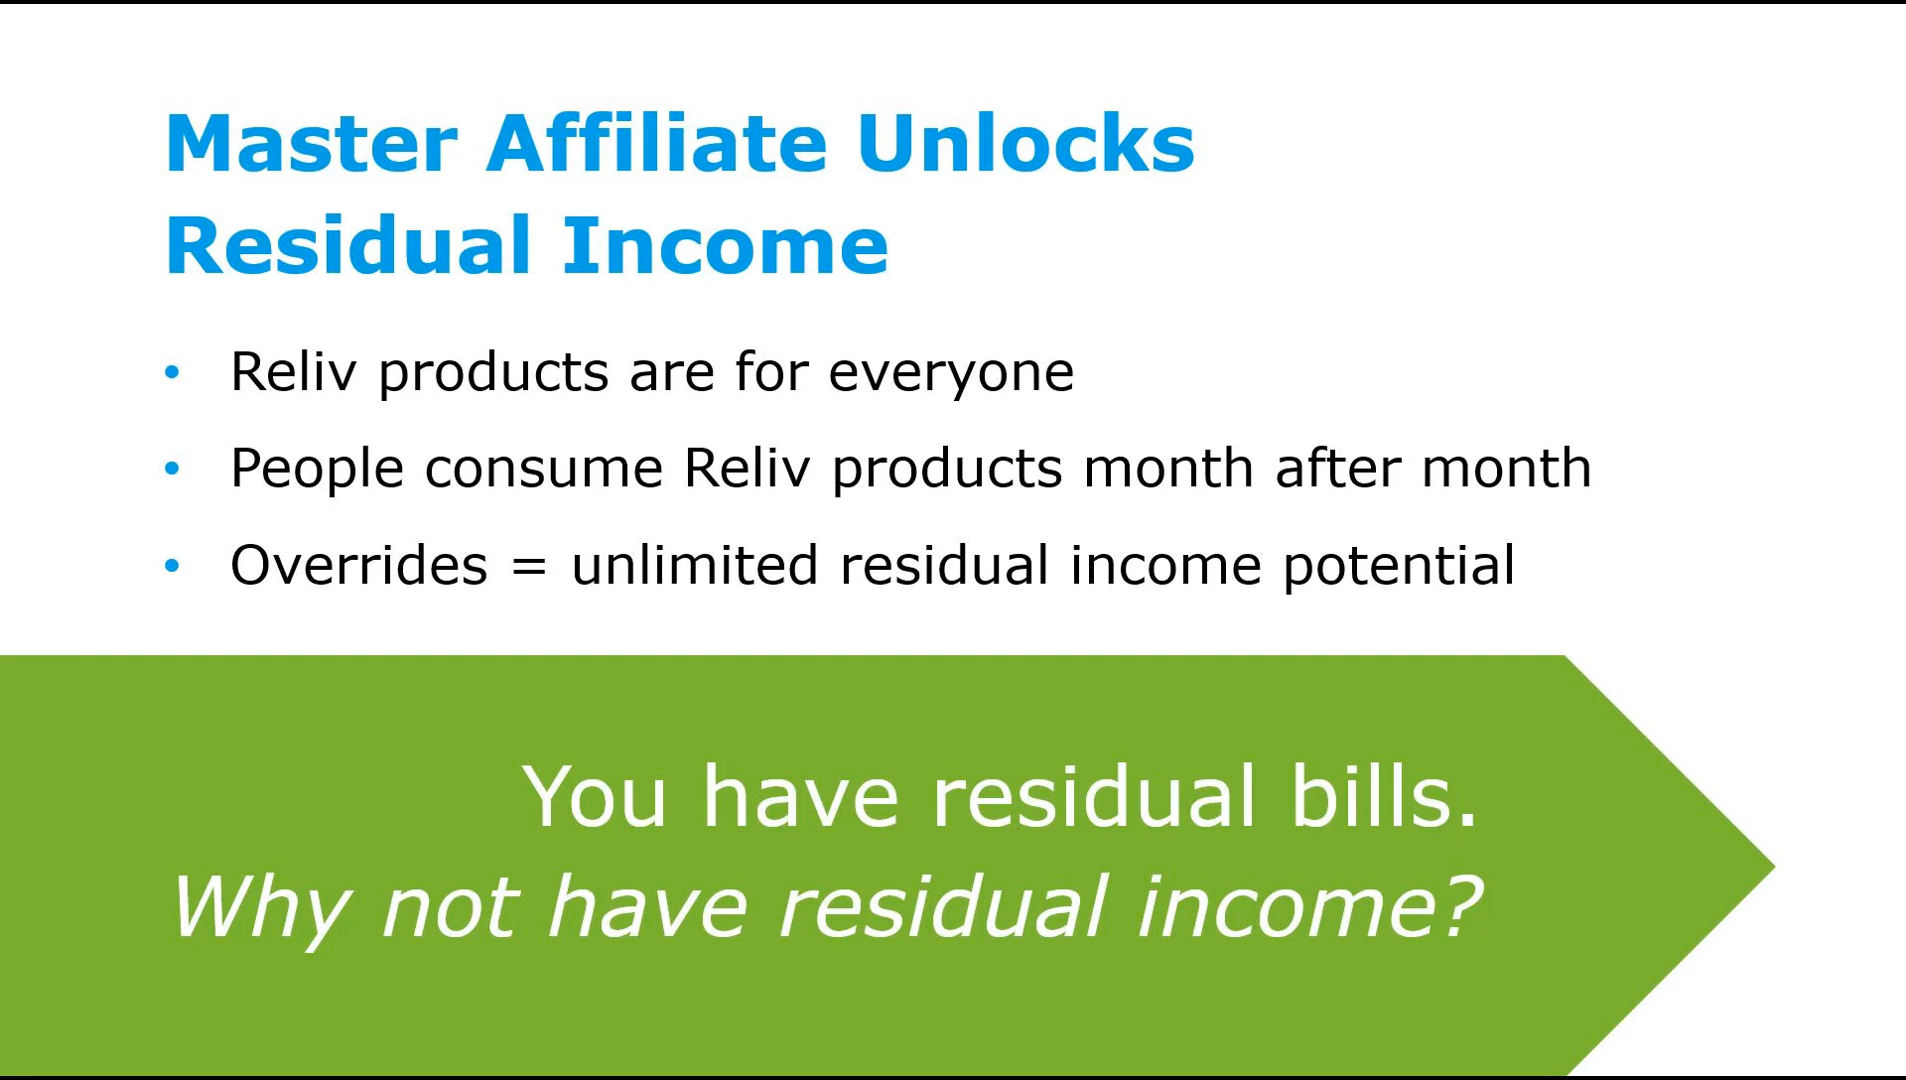 Master Affiliate Unlocks
Residual Income
• Reliv products are for everyone
• People consume Reliv products month after month
• Overrides = unlimited residual income potential
You have residual bills.
Why not have residual income?